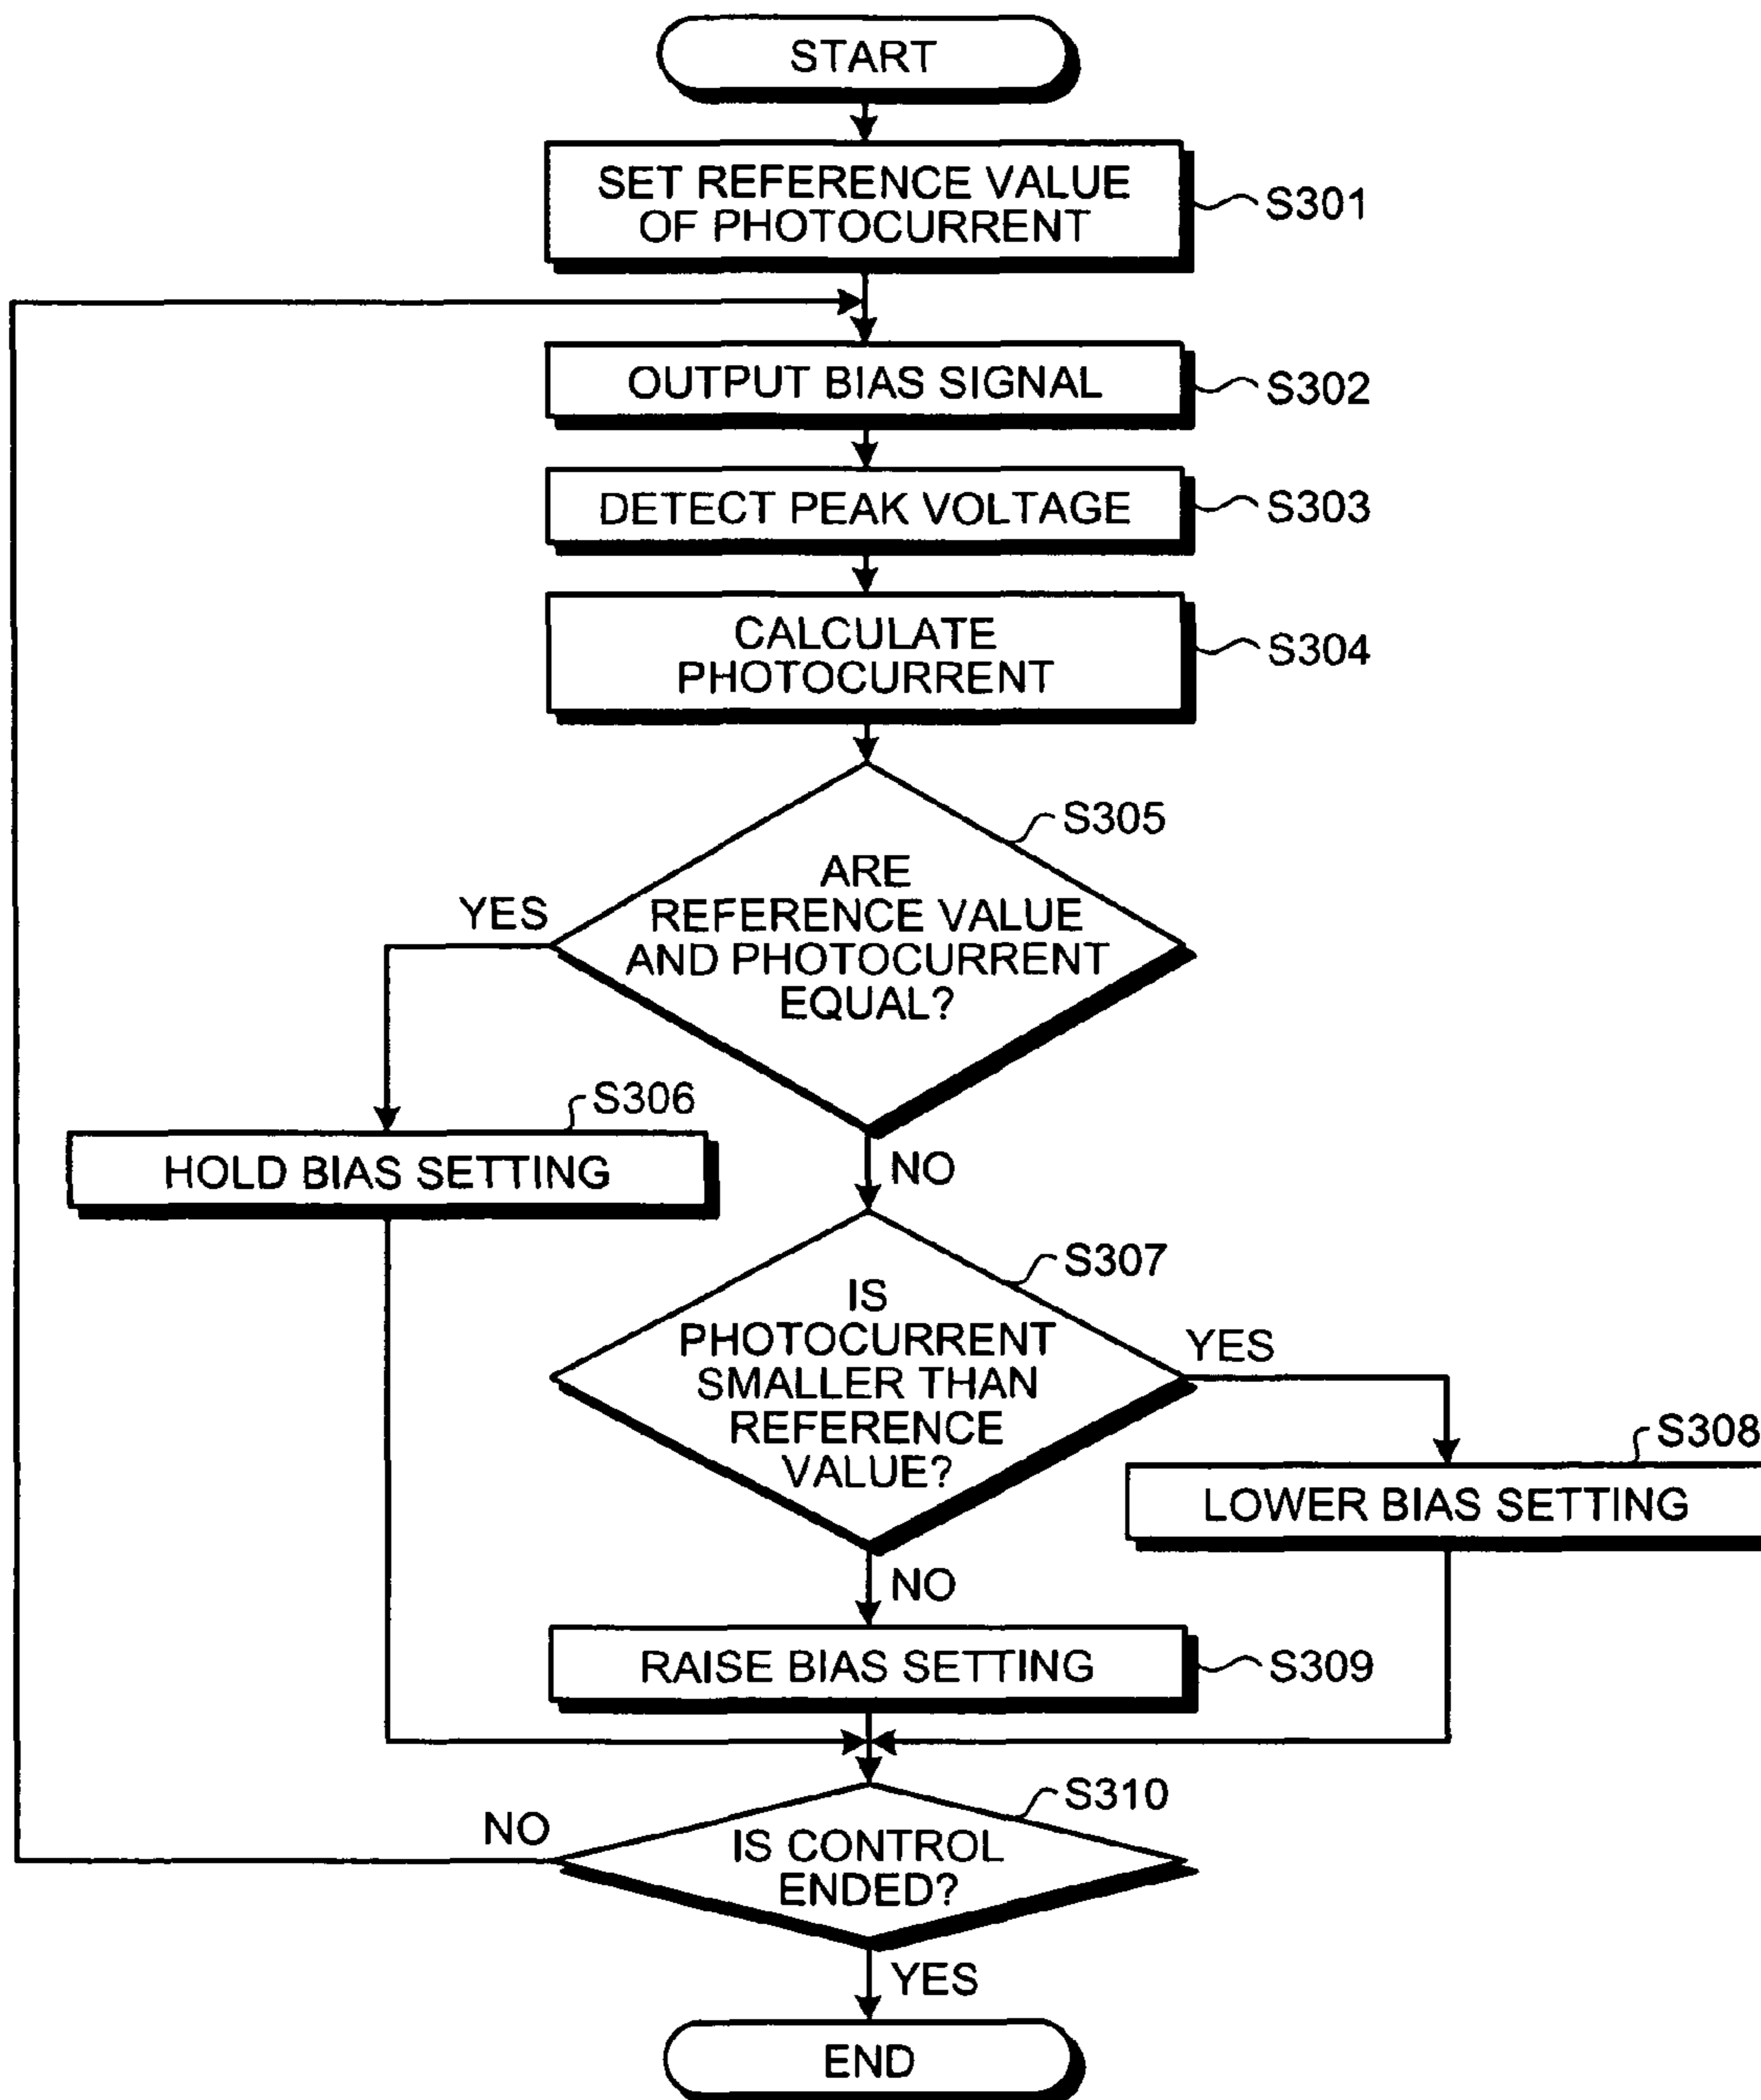 START
SET REFERENCE VALUE
OF PHOTOCURRENT
S301
OUTPUT BIAS SIGNAL
S302
DETECT PEAK VOLTAGE
S303
CALCULATE
PHOTOCURRENT
S304
S305
ARE
REFERENCE VALUE
AND PHOTOCURRENT
EQUAL?
YES
S306
HOLD BIAS SETTING
NO
S307
IS
PHOTOCURRENT
SMALLER THAN
REFERENCE
VALUE?
YES
S308
LOWER BIAS SETTING
NO
RAISE BIAS SETTING
S309
S310
NO
IS CONTROL
ENDED?
YES
END